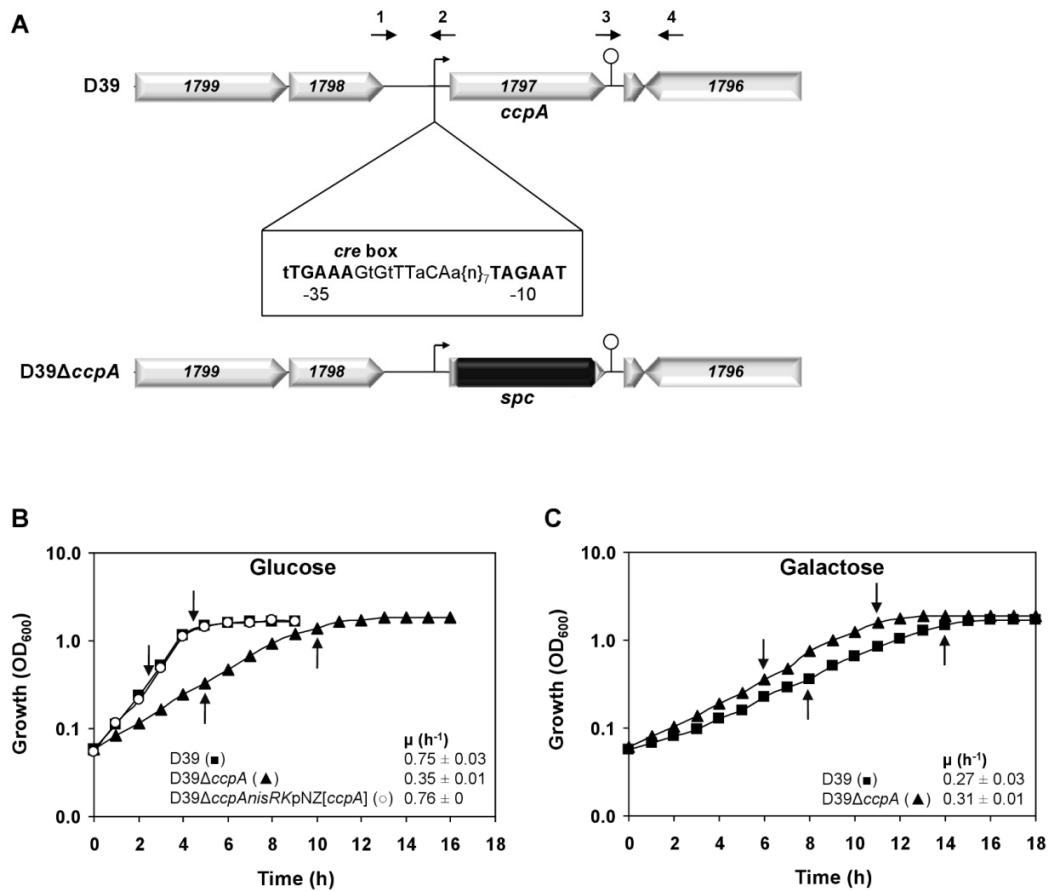 A
1 2 3 4
D39 1799 1798 1797 1796
ccpA
cre box
tTGAAAGtGtTTaCAa{n}7TAGAAT
-35 -10
D39ΔccpA 1799 1798 1796
spc
B
Glucose
Growth (OD600)
10.0
1.0
0.1
0.0
μ (h-1)
D39 (■) 0.75 ± 0.03
D39ΔccpA (▲) 0.35 ± 0.01
D39ΔccpAnisRKpNZ[ccpA] (○) 0.76 ± 0
0 2 4 6 8 10 12 14 16 18
Time (h)
C
Galactose
Growth (OD600)
10.0
1.0
0.1
0.0
μ (h-1)
D39 (■) 0.27 ± 0.03
D39ΔccpA (▲) 0.31 ± 0.01
0 2 4 6 8 10 12 14 16 18
Time (h)